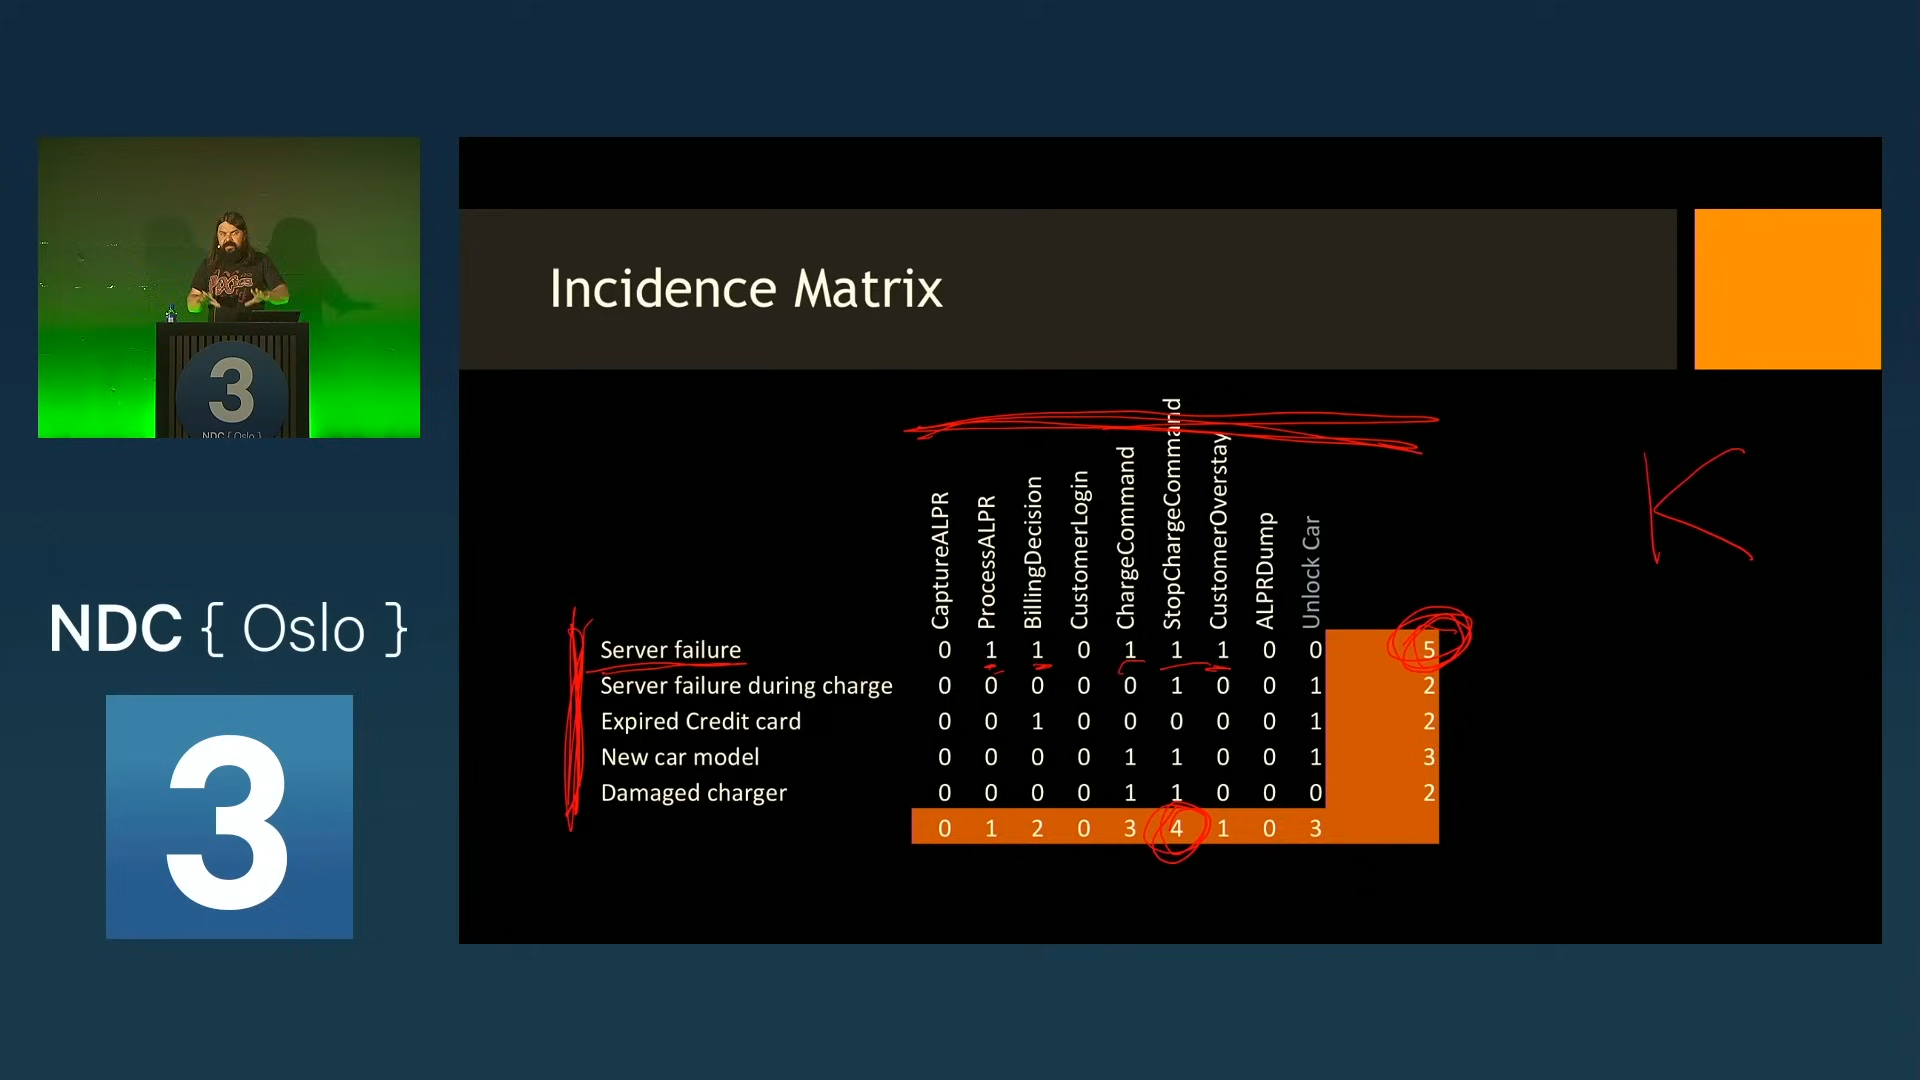 Incidence Matrix
K
CaptureALPR
ProcessALPR
BillingDecision
CustomerLogin
ChargeCommand
StopChargeCommand
CustomerOverstay
ALPRDump
Unlock Car
Server failure 0 1 1 0 1 1 1 0 0 5
Server failure during charge 0 0 0 0 0 1 0 0 1 2
Expired Credit card 0 0 1 0 0 0 0 0 1 2
New car model 0 0 0 0 1 1 0 0 1 3
Damaged charger 0 0 0 0 1 1 0 0 0 2
0 1 2 0 3 4 1 0 3
3
NDC { Oslo }
NDC { Oslo }
3